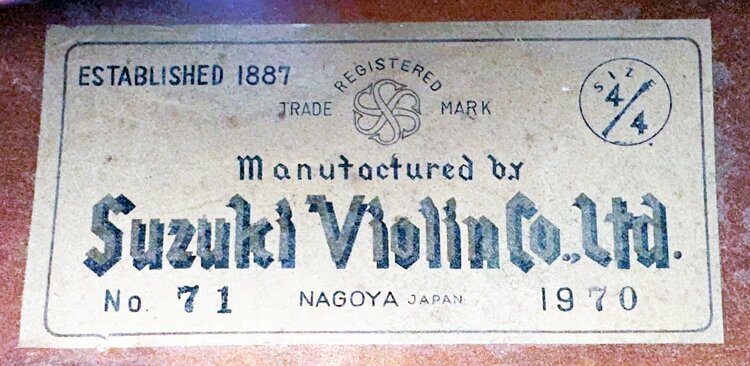 ESTABLISHED 1887
REGISTERED
TRADE MARK
SIZE
4/4
Manufactured by
Suzuki Violin Co., Ltd.
No. 71 NAGOYA JAPAN 1970